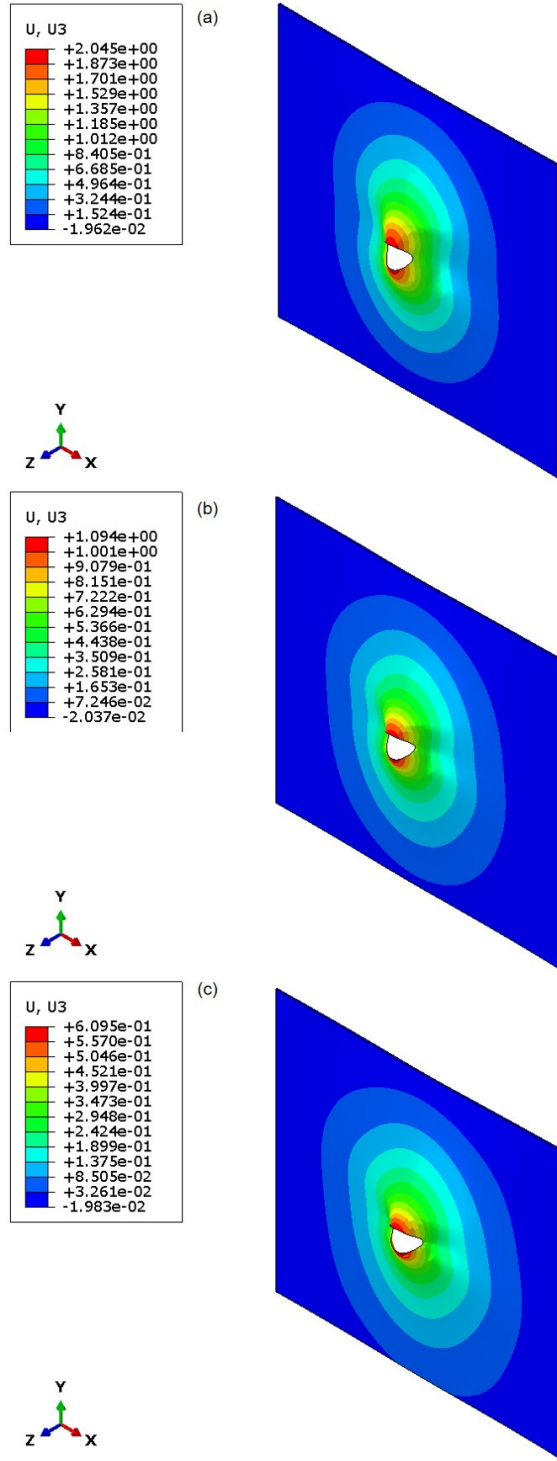 (a)
U, U3
+2.045e+00
+1.873e+00
+1.701e+00
+1.529e+00
+1.357e+00
+1.185e+00
+1.012e+00
+8.405e-01
+6.685e-01
+4.964e-01
+3.244e-01
+1.524e-01
-1.962e-02
Y
Z X
(b)
U, U3
+1.094e+00
+1.001e+00
+9.079e-01
+8.151e-01
+7.222e-01
+6.294e-01
+5.366e-01
+4.438e-01
+3.509e-01
+2.581e-01
+1.653e-01
+7.246e-02
-2.037e-02
Y
Z X
(c)
U, U3
+6.095e-01
+5.570e-01
+5.046e-01
+4.521e-01
+3.997e-01
+3.473e-01
+2.948e-01
+2.424e-01
+1.899e-01
+1.375e-01
+8.505e-02
+3.261e-02
-1.983e-02
Y
Z X